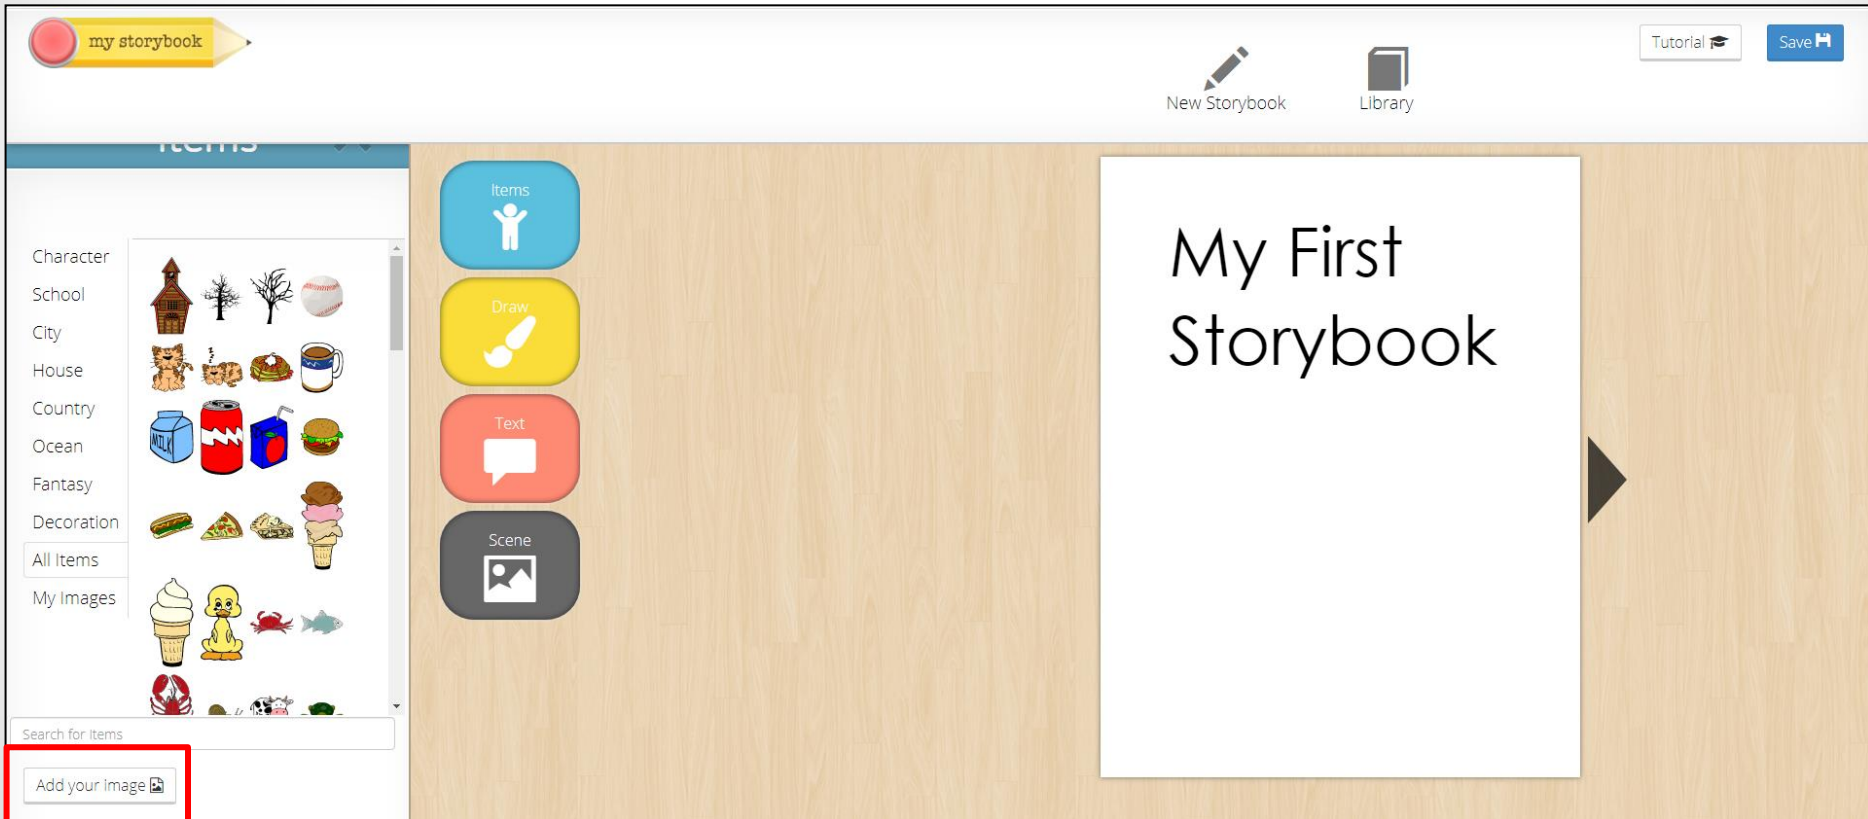 my storybook
New Storybook
Library
Tutorial
Save
Items
Character
School
City
House
Country
Ocean
Fantasy
Decoration
All Items
My Images
MILK
Search for Items
Add your image
Items
Draw
Text
Scene
My First
Storybook